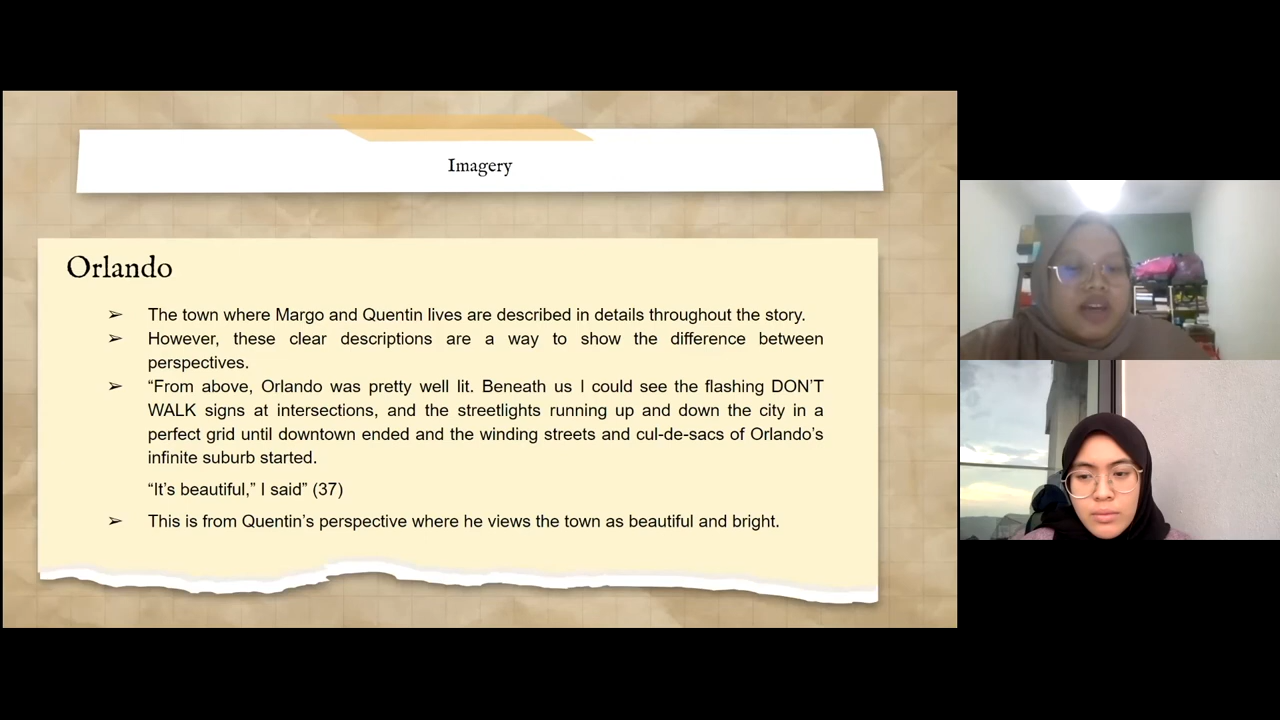 Imagery
Orlando
➢ The town where Margo and Quentin lives are described in details throughout the story.
➢ However, these clear descriptions are a way to show the difference between
perspectives.
➢ “From above, Orlando was pretty well lit. Beneath us I could see the flashing DON’T
WALK signs at intersections, and the streetlights running up and down the city in a
perfect grid until downtown ended and the winding streets and cul-de-sacs of Orlando’s
infinite suburb started.
“It’s beautiful,” I said” (37)
➢ This is from Quentin’s perspective where he views the town as beautiful and bright.